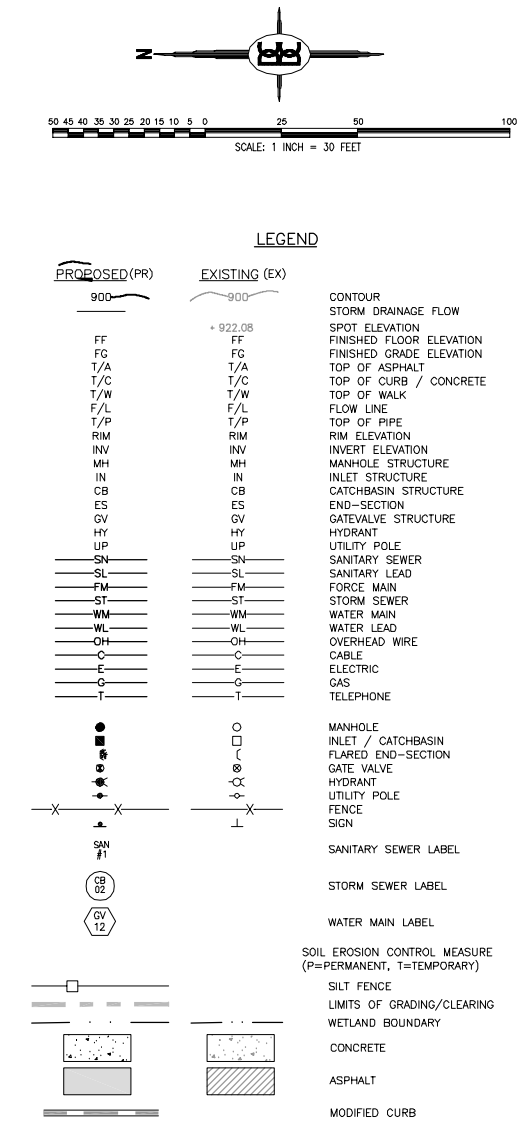 N
50 45 40 35 30 25 20 15 10 5 0 25 50 100
SCALE: 1 INCH = 30 FEET
LEGEND
PROPOSED (PR) EXISTING (EX)
900 900 CONTOUR
STORM DRAINAGE FLOW
+ 922.08 SPOT ELEVATION
FF FF FINISHED FLOOR ELEVATION
FG FG FINISHED GRADE ELEVATION
T/A T/A TOP OF ASPHALT
T/C T/C TOP OF CURB / CONCRETE
T/W T/W TOP OF WALK
F/L F/L FLOW LINE
T/P T/P TOP OF PIPE
RIM RIM RIM ELEVATION
INV INV INVERT ELEVATION
MH MH MANHOLE STRUCTURE
IN IN INLET STRUCTURE
CB CB CATCHBASIN STRUCTURE
ES ES END-SECTION
GV GV GATEVALVE STRUCTURE
HY HY HYDRANT
UP UP UTILITY POLE
SN SN SANITARY SEWER
SL SL SANITARY LEAD
FM FM FORCE MAIN
ST ST STORM SEWER
WM WM WATER MAIN
WL WL WATER LEAD
OH OH OVERHEAD WIRE
C C CABLE
E E ELECTRIC
G G GAS
T T TELEPHONE
MANHOLE
INLET / CATCHBASIN
FLARED END-SECTION
GATE VALVE
HYDRANT
UTILITY POLE
X X X FENCE
SIGN
SAN
#1
SANITARY SEWER LABEL
CB
02
STORM SEWER LABEL
GV
12
WATER MAIN LABEL
SOIL EROSION CONTROL MEASURE
(P=PERMANENT, T=TEMPORARY)
SILT FENCE
LIMITS OF GRADING/CLEARING
WETLAND BOUNDARY
CONCRETE
ASPHALT
MODIFIED CURB